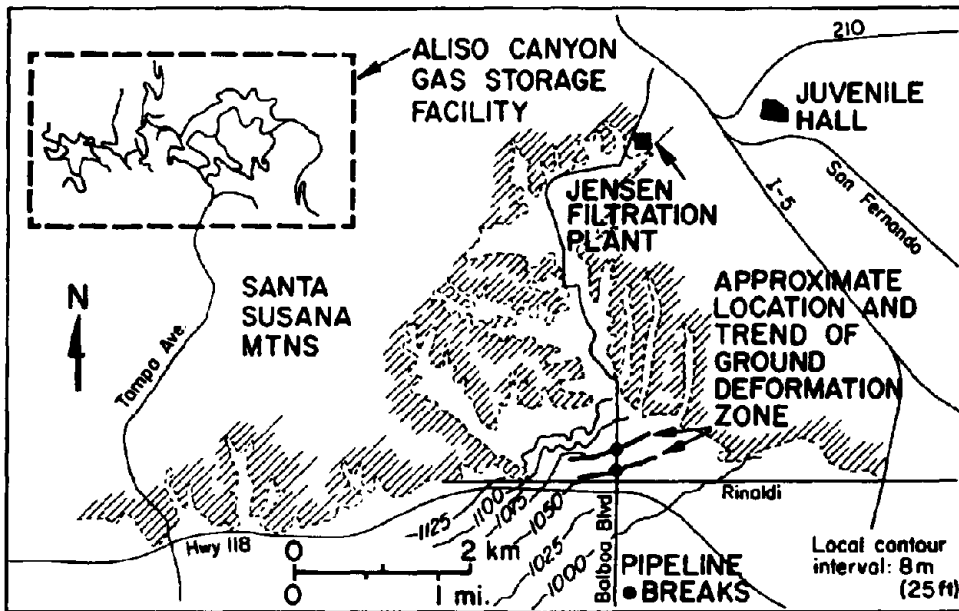 ALISO CANYON
GAS STORAGE
FACILITY
210
JUVENILE
HALL
JENSEN
FILTRATION
PLANT
I-5
San Fernando
N
SANTA
SUSANA
MTNS
Tampa Ave.
APPROXIMATE
LOCATION AND
TREND OF
GROUND
DEFORMATION
ZONE
Rinaldi
1125
1100
1075
1050
1025
1000
Hwy 118
0 2 km
0 1 mi.
Balboa Blvd
PIPELINE
BREAKS
Local contour
interval: 8m
(25ft)